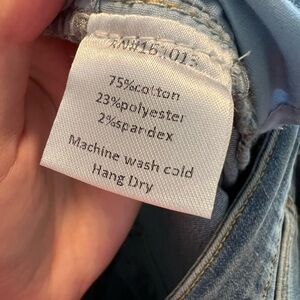 75%cotton
23%polyester
2%spandex
Machine wash cold
Hang Dry